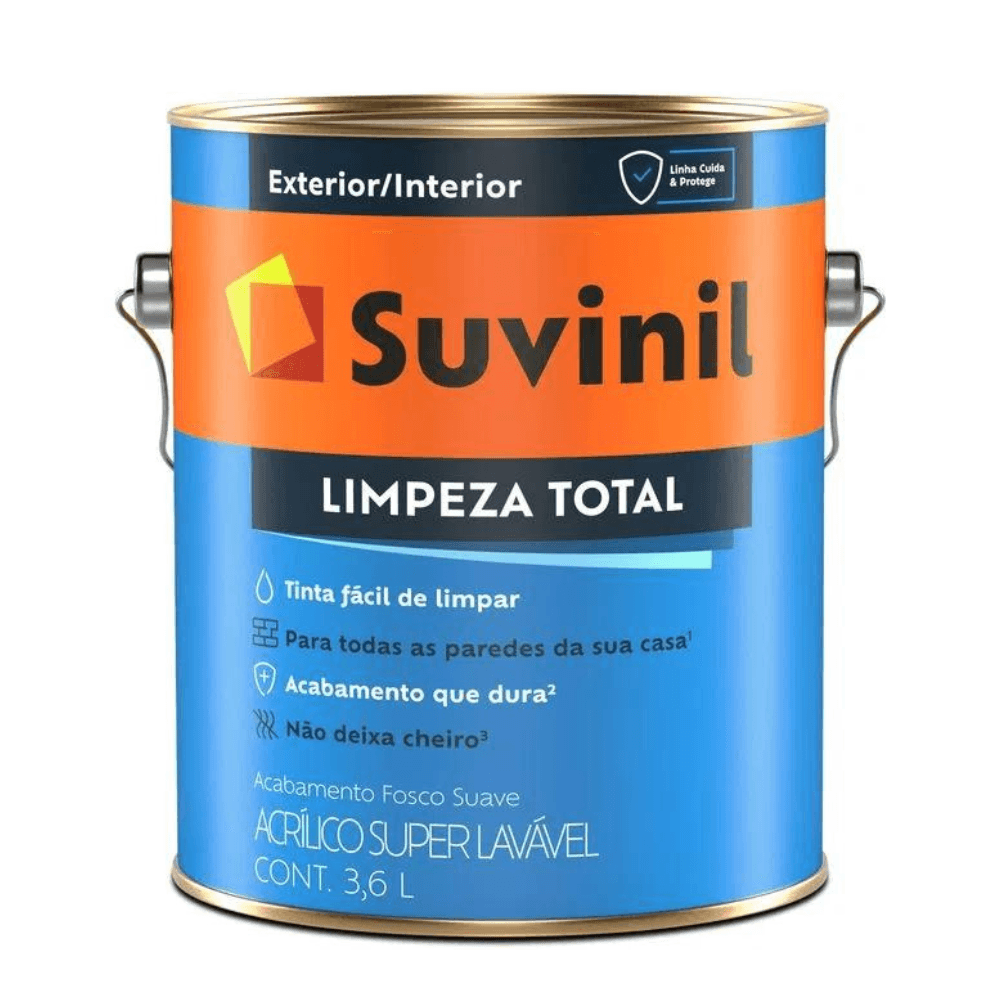 Exterior/Interior
Linha Cuida
& Protege
Suvinil
LIMPEZA TOTAL
Tinta fácil de limpar
Para todas as paredes da sua casa¹
Acabamento que dura²
Não deixa cheiro³
Acabamento Fosco Suave
ACRÍLICO SUPER LAVÁVEL
CONT. 3,6 L